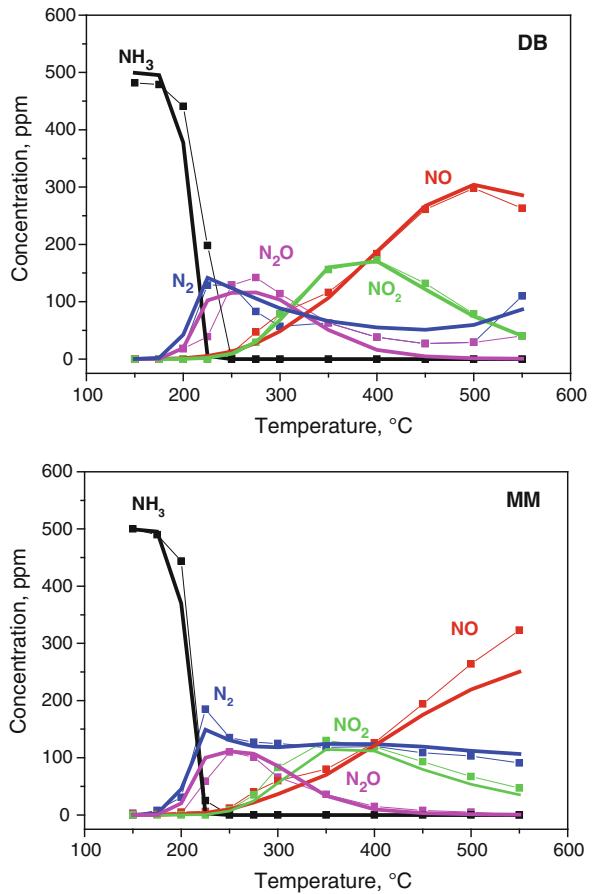 600
DB
NH3
500
400
Concentration, ppm
300
NO
N2O
200
N2
NO2
100
0
100 200 300 400 500 600
Temperature, °C
600
MM
NH3
500
400
Concentration, ppm
NO
300
N2
200
NO2
100
N2O
0
100 200 300 400 500 600
Temperature, °C